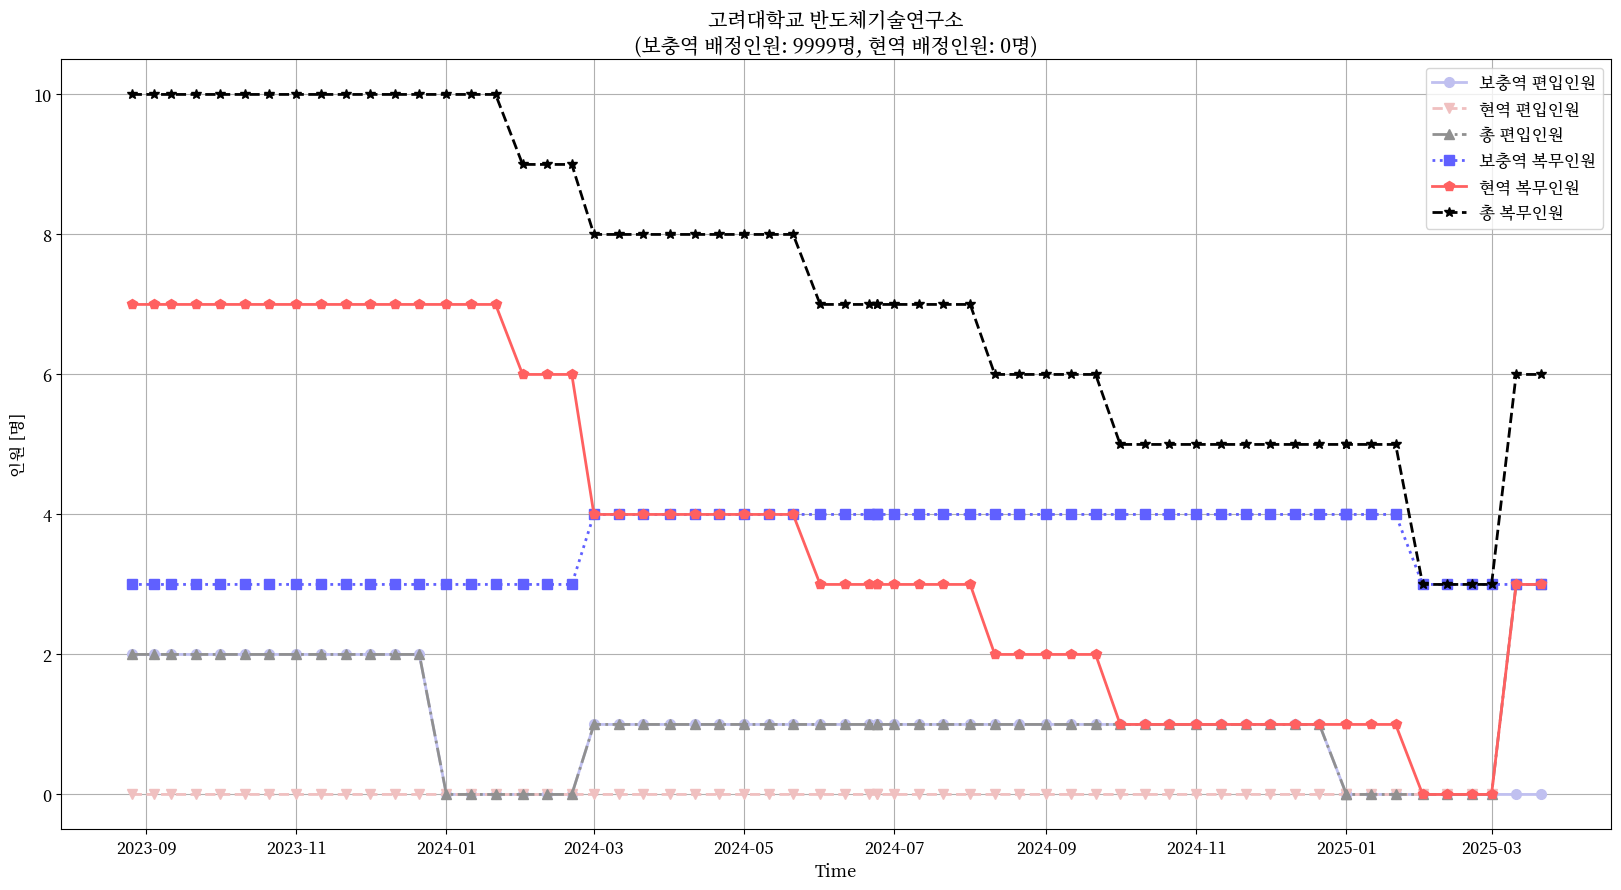 고려대학교 반도체기술연구소
(보충역 배정인원: 9999명, 현역 배정인원: 0명)
보충역 편입인원
현역 편입인원
총 편입인원
보충역 복무인원
현역 복무인원
총 복무인원
인원 [명]
10
8
6
4
2
0
2023-09
2023-11
2024-01
2024-03
2024-05
2024-07
2024-09
2024-11
2025-01
2025-03
Time